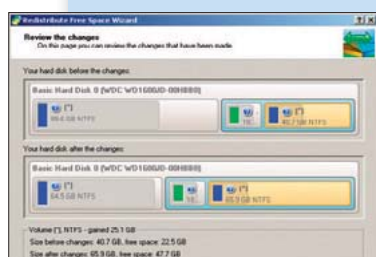 Redistribute Free Space Wizard
Review the changes
On this page you can review the changes that have been made.
Your hard disk before the changes:
Basic Hard Disk 0 (WDC WD1600JD-00HBB0)
(*)
NTFS
10...
(*)
40.7 GB NTFS
Your hard disk after the changes:
Basic Hard Disk 0 (WDC WD1600JD-00HBB0)
(*)
64.5 GB NTFS
10...
(*)
65.9 GB NTFS
Volume (*), NTFS - gained 25.1 GB
Size before changes: 40.7 GB, free space: 22.5 GB
Size after changes: 65.9 GB, free space: 47.7 GB